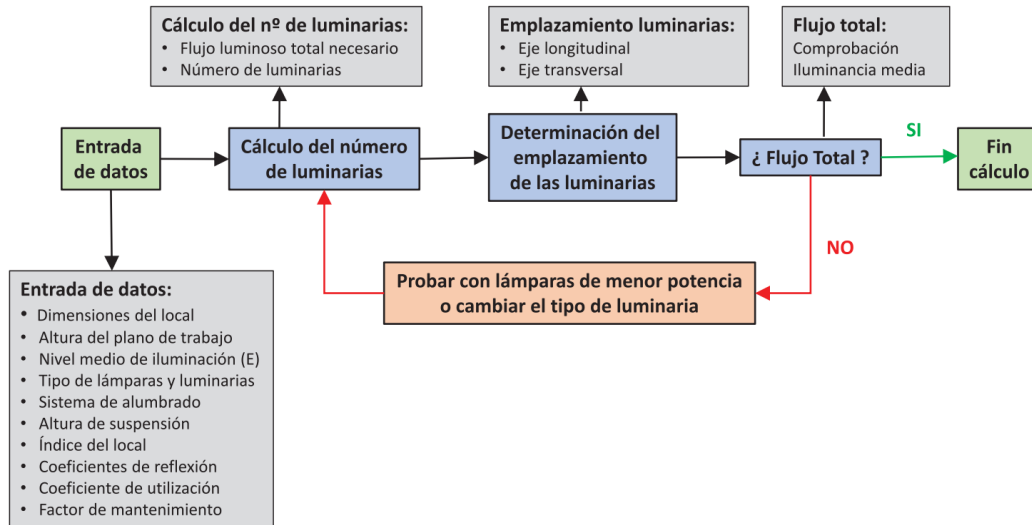 Cálculo del nº de luminarias:
• Flujo luminoso total necesario
• Número de luminarias
Emplazamiento luminarias:
• Eje longitudinal
• Eje transversal
Flujo total:
Comprobación
Iluminancia media
Entrada
de datos
Cálculo del número
de luminarias
Determinación del
emplazamiento
de las luminarias
¿ Flujo Total ?
SI
Fin
cálculo
NO
Probar con lámparas de menor potencia
o cambiar el tipo de luminaria
Entrada de datos:
• Dimensiones del local
• Altura del plano de trabajo
• Nivel medio de iluminación (E)
• Tipo de lámparas y luminarias
• Sistema de alumbrado
• Altura de suspensión
• Índice del local
• Coeficientes de reflexión
• Coeficiente de utilización
• Factor de mantenimiento